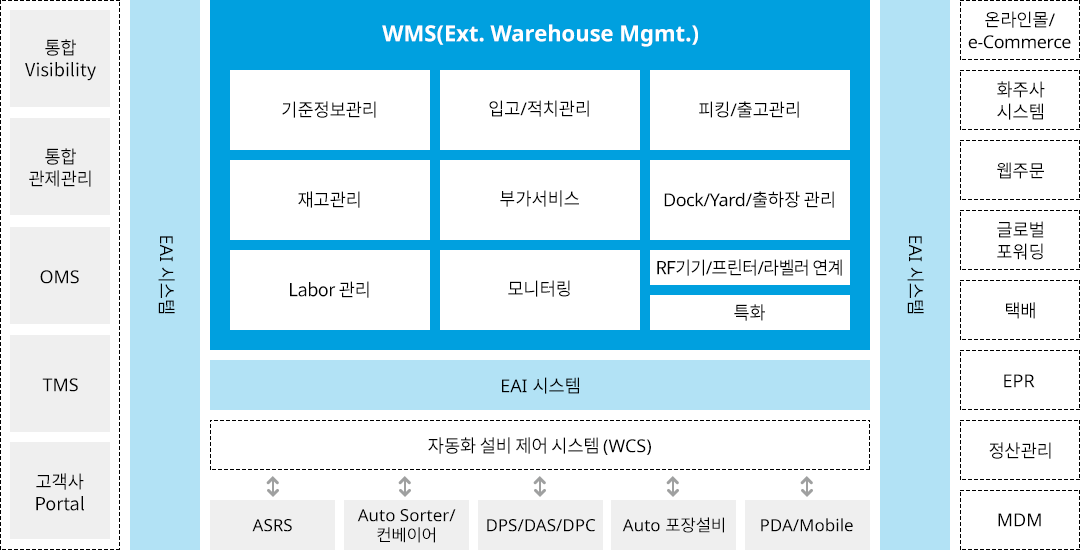 통합
Visibility
통합
관제관리
OMS
TMS
고객사
Portal
EAI 시스템
WMS(Ext. Warehouse Mgmt.)
기준정보관리
입고/적치관리
피킹/출고관리
재고관리
부가서비스
Dock/Yard/출하장 관리
Labor 관리
모니터링
RF기기/프린터/라벨러 연계
특화
EAI 시스템
자동화 설비 제어 시스템 (WCS)
ASRS
Auto Sorter/
컨베이어
DPS/DAS/DPC
Auto 포장설비
PDA/Mobile
EAI 시스템
온라인몰/
e-Commerce
화주사
시스템
웹주문
글로벌
포워딩
택배
EPR
정산관리
MDM